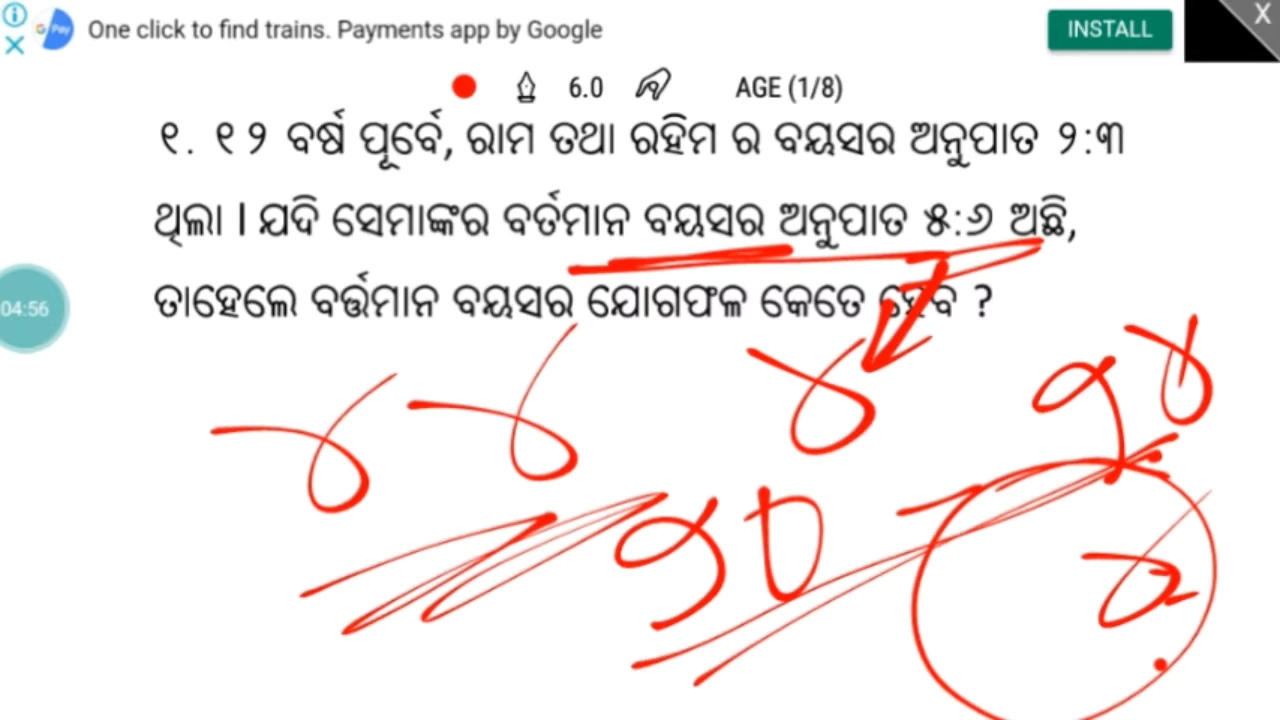 One click to find trains. Payments app by Google
INSTALL
X
G Pay
6.0
AGE (1/8)
୧. ୧୨ ବର୍ଷ ପୂର୍ବେ, ରାମ ତଥା ରହିମ ର ବୟସର ଅନୁପାତ ୨:୩
ଥିଲା । ଯଦି ସେମାଙ୍କର ବର୍ତମାନ ବୟସର ଅନୁପାତ ୫:୬ ଅଛି,
04:56
ତାହେଲେ ବର୍ତ୍ତମାନ ବୟସର ଯୋଗଫଳ କେତେ ହେବ ?